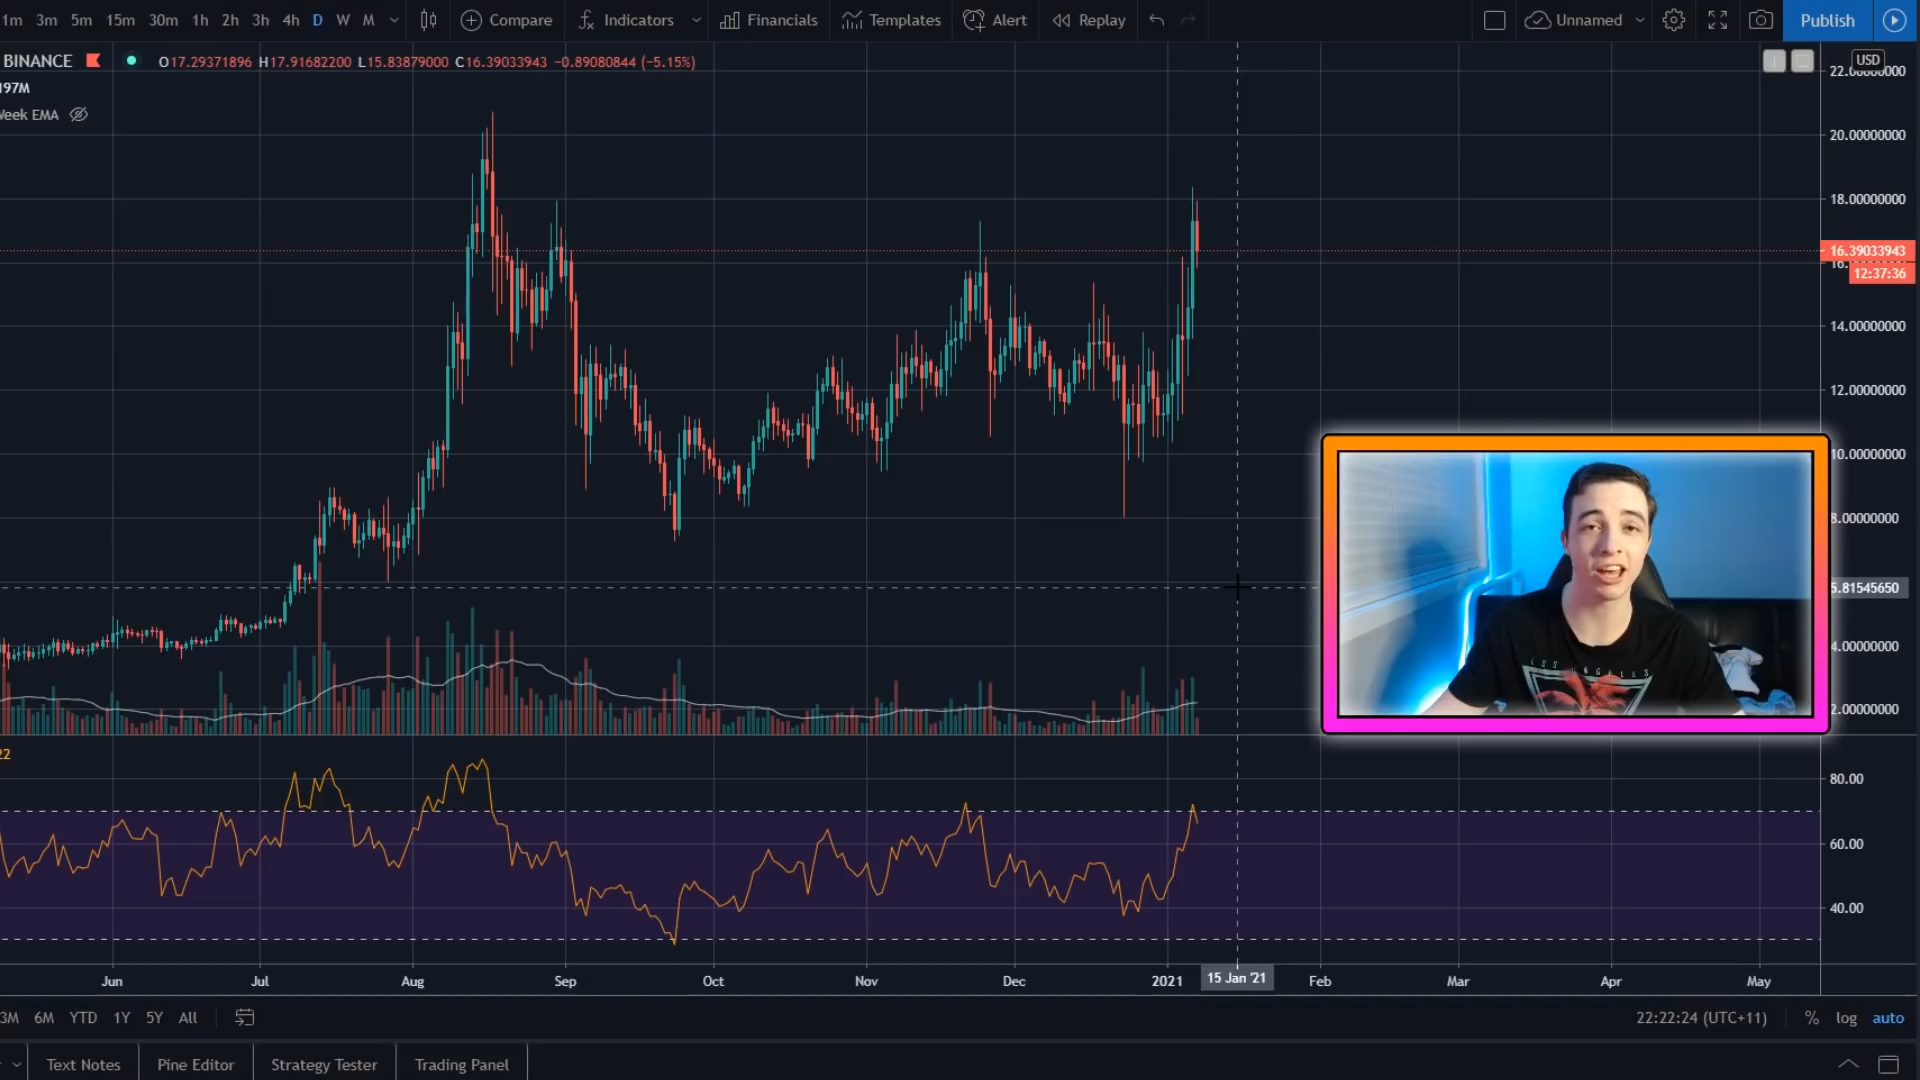 1m 3m 5m 15m 30m 1h 2h 3h 4h D W M Compare Indicators Financials Templates Alert Replay Unnamed Publish
BINANCE O17.29371896 H17.91682200 L15.83879000 C16.39033943 −0.89080844 (−5.15%) USD
197M
Week EMA
20.00000000
18.00000000
16.39033943
12:37:36
14.00000000
12.00000000
10.00000000
8.00000000
5.81545650
4.00000000
2.00000000
LOS ANGELES
22
80.00
60.00
40.00
Jun Jul Aug Sep Oct Nov Dec 2021 15 Jan '21 Feb Mar Apr May
3M 6M YTD 1Y 5Y All 22:22:24 (UTC+11) % log auto
Text Notes Pine Editor Strategy Tester Trading Panel